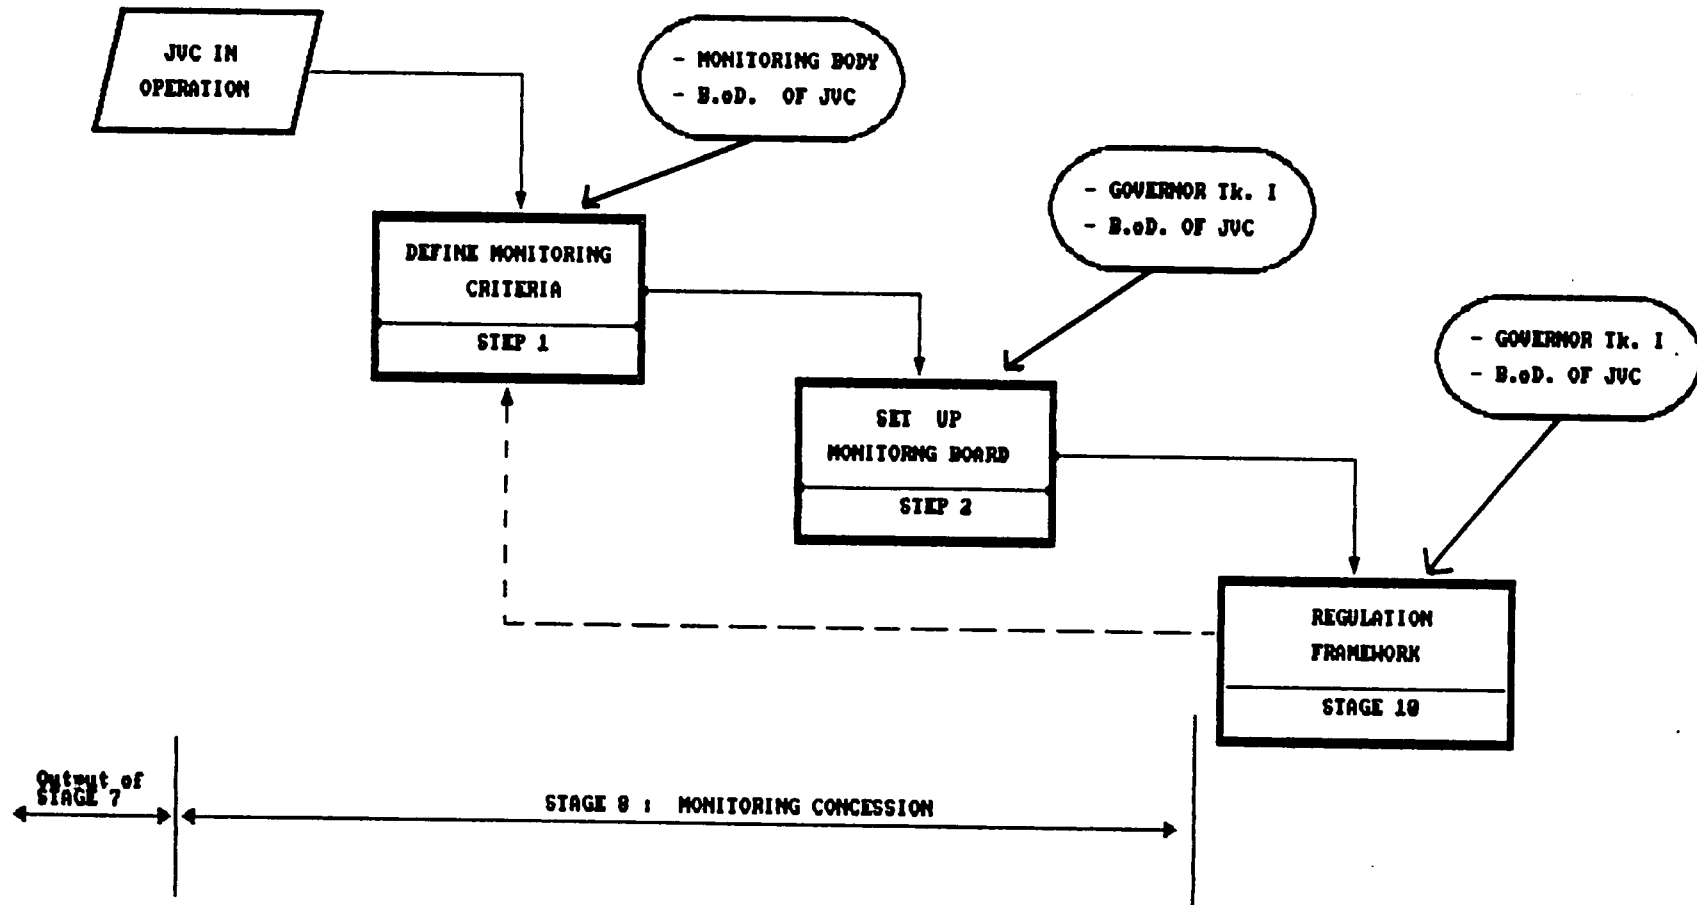 JVC IN
OPERATION
- MONITORING BODY
- B.oD. OF JVC
- GOVERNOR Tk. I
- B.oD. OF JVC
- GOVERNOR Tk. I
- B.oD. OF JVC
DEFINE MONITORING
CRITERIA
STEP 1
SET UP
MONITORNG BOARD
STEP 2
REGULATION
FRAMEWORK
STAGE 10
Output of
STAGE 7
STAGE 8 : MONITORING CONCESSION